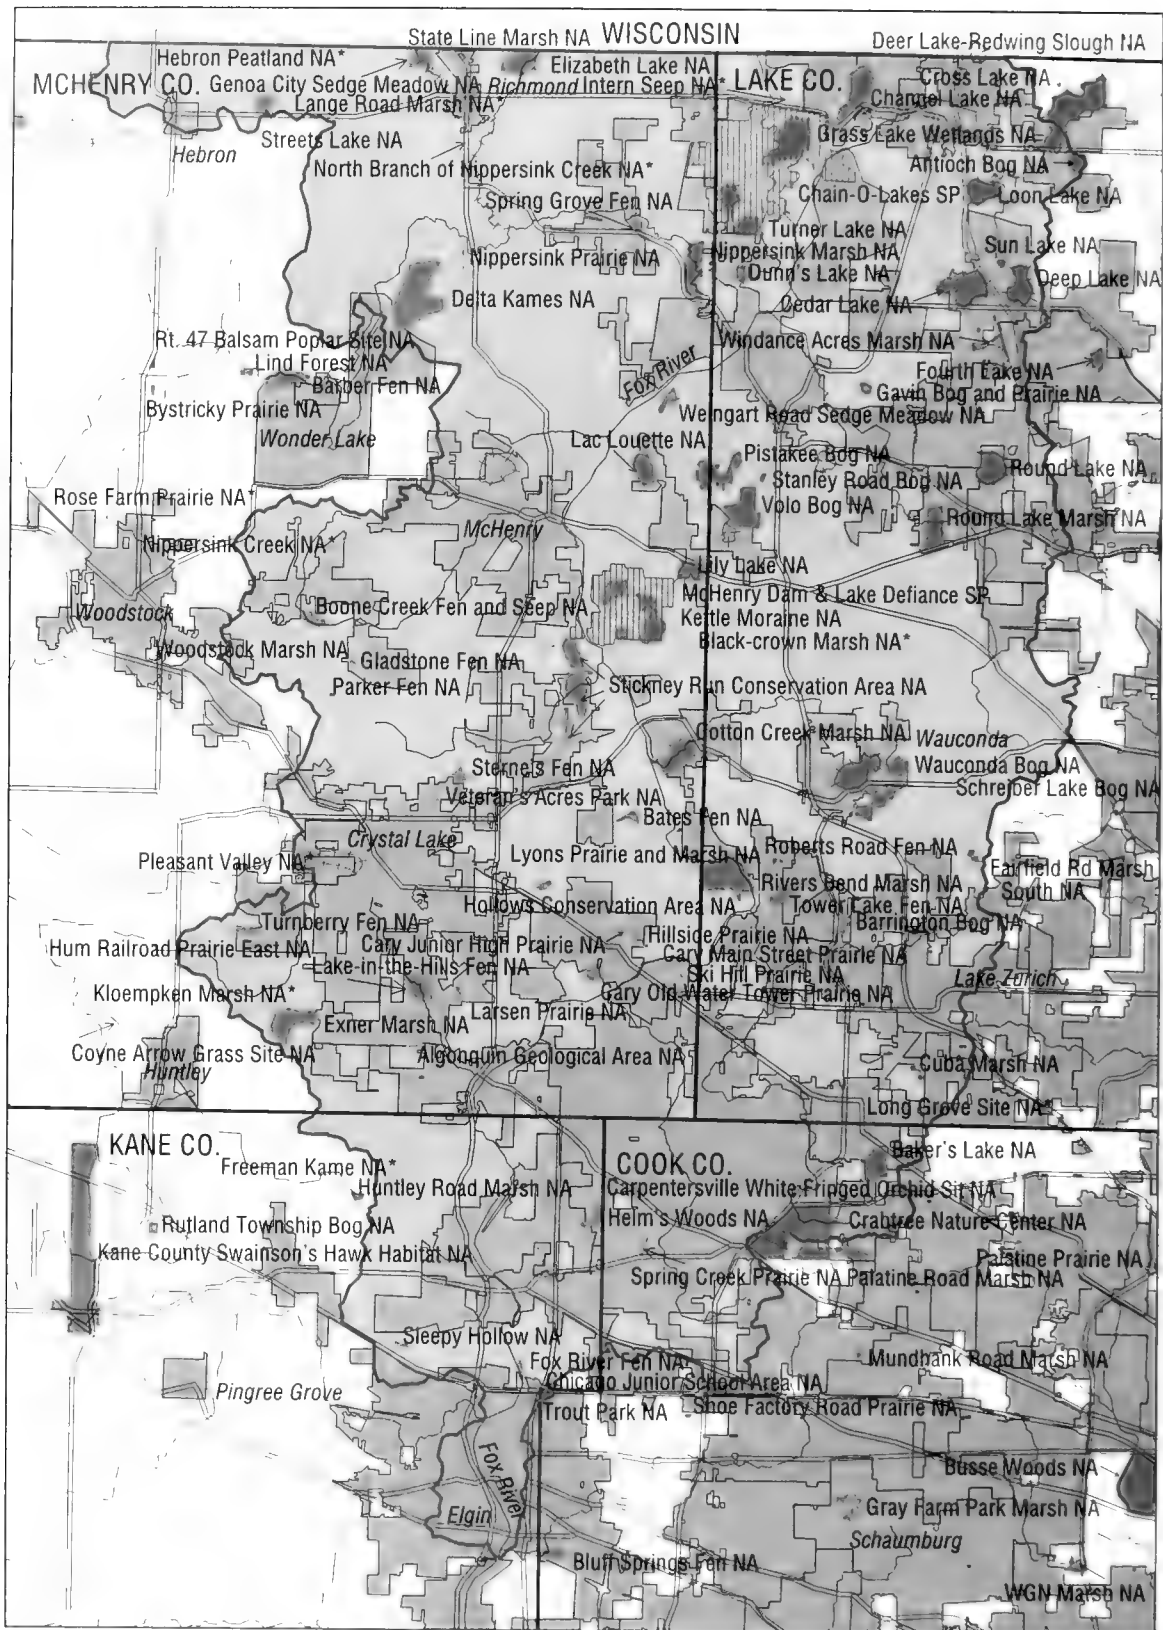 State Line Marsh NA WISCONSIN
Deer Lake-Redwing Slough NA
Hebron Peatland NA*
Elizabeth Lake NA
MCHENRY CO.
Genoa City Sedge Meadow NA
Richmond Intern Seep NA*
LAKE CO.
Cross Lake NA
Channel Lake NA
Lange Road Marsh NA*
Streets Lake NA
Hebron
Grass Lake Wetlands NA
North Branch of Nippersink Creek NA*
Antioch Bog NA
Spring Grove Fen NA
Chain-O-Lakes SP
Loon Lake NA
Turner Lake NA
Nippersink Prairie NA
Nippersink Marsh NA
Sun Lake NA
Dunn's Lake NA
Deep Lake NA
Delta Kames NA
Cedar Lake NA
Rt. 47 Balsam Poplar Site NA
Windance Acres Marsh NA
Lind Forest NA
Fox River
Fourth Lake NA
Barber Fen NA
Gavin Bog and Prairie NA
Bystricky Prairie NA
Weingart Road Sedge Meadow NA
Wonder Lake
Lac Louette NA
Pistakee Bog NA
Round Lake NA
Stanley Road Bog NA
Rose Farm Prairie NA*
Volo Bog NA
Round Lake Marsh NA
McHenry
Nippersink Creek NA*
Lily Lake NA
McHenry Dam & Lake Defiance SP
Woodstock
Boone Creek Fen and Seep NA
Kettle Moraine NA
Black-crown Marsh NA*
Woodstock Marsh NA
Gladstone Fen NA
Parker Fen NA
Stickney Run Conservation Area NA
Cotton Creek Marsh NA
Wauconda
Sterne's Fen NA
Wauconda Bog NA
Schreiber Lake Bog NA
Veteran's Acres Park NA
Bates Fen NA
Crystal Lake
Roberts Road Fen NA
Lyons Prairie and Marsh NA
Pleasant Valley NA*
Fairfield Rd Marsh
South NA
Rivers Bend Marsh NA
Hollows Conservation Area NA
Tower Lake Fen NA
Turnberry Fen NA
Barrington Bog NA
Hillside Prairie NA
Hum Railroad Prairie East NA
Cary Junior High Prairie NA
Cary Main Street Prairie NA
Lake-in-the-Hills Fen NA
Ski Hill Prairie NA
Lake Zurich
Kloempken Marsh NA*
Cary Old Water Tower Prairie NA
Larsen Prairie NA
Exner Marsh NA
Coyne Arrow Grass Site NA
Algonquin Geological Area NA
Huntley
Cuba Marsh NA
Long Grove Site NA*
KANE CO.
Baker's Lake NA
Freeman Kame NA*
COOK CO.
Huntley Road Marsh NA
Carpentersville White Fringed Orchid Sit NA
Helm's Woods NA
Crabtree Nature Center NA
Rutland Township Bog NA
Kane County Swainson's Hawk Habitat NA
Palatine Prairie NA
Spring Creek Prairie NA
Palatine Road Marsh NA
Sleepy Hollow NA
Fox River Fen NA
Mundhank Road Marsh NA
Chicago Junior School Area NA
Pingree Grove
Trout Park NA
Shoe Factory Road Prairie NA
Busse Woods NA
Fox River
Gray Farm Park Marsh NA
Elgin
Schaumburg
Bluff Springs Fen NA
WGN Marsh NA